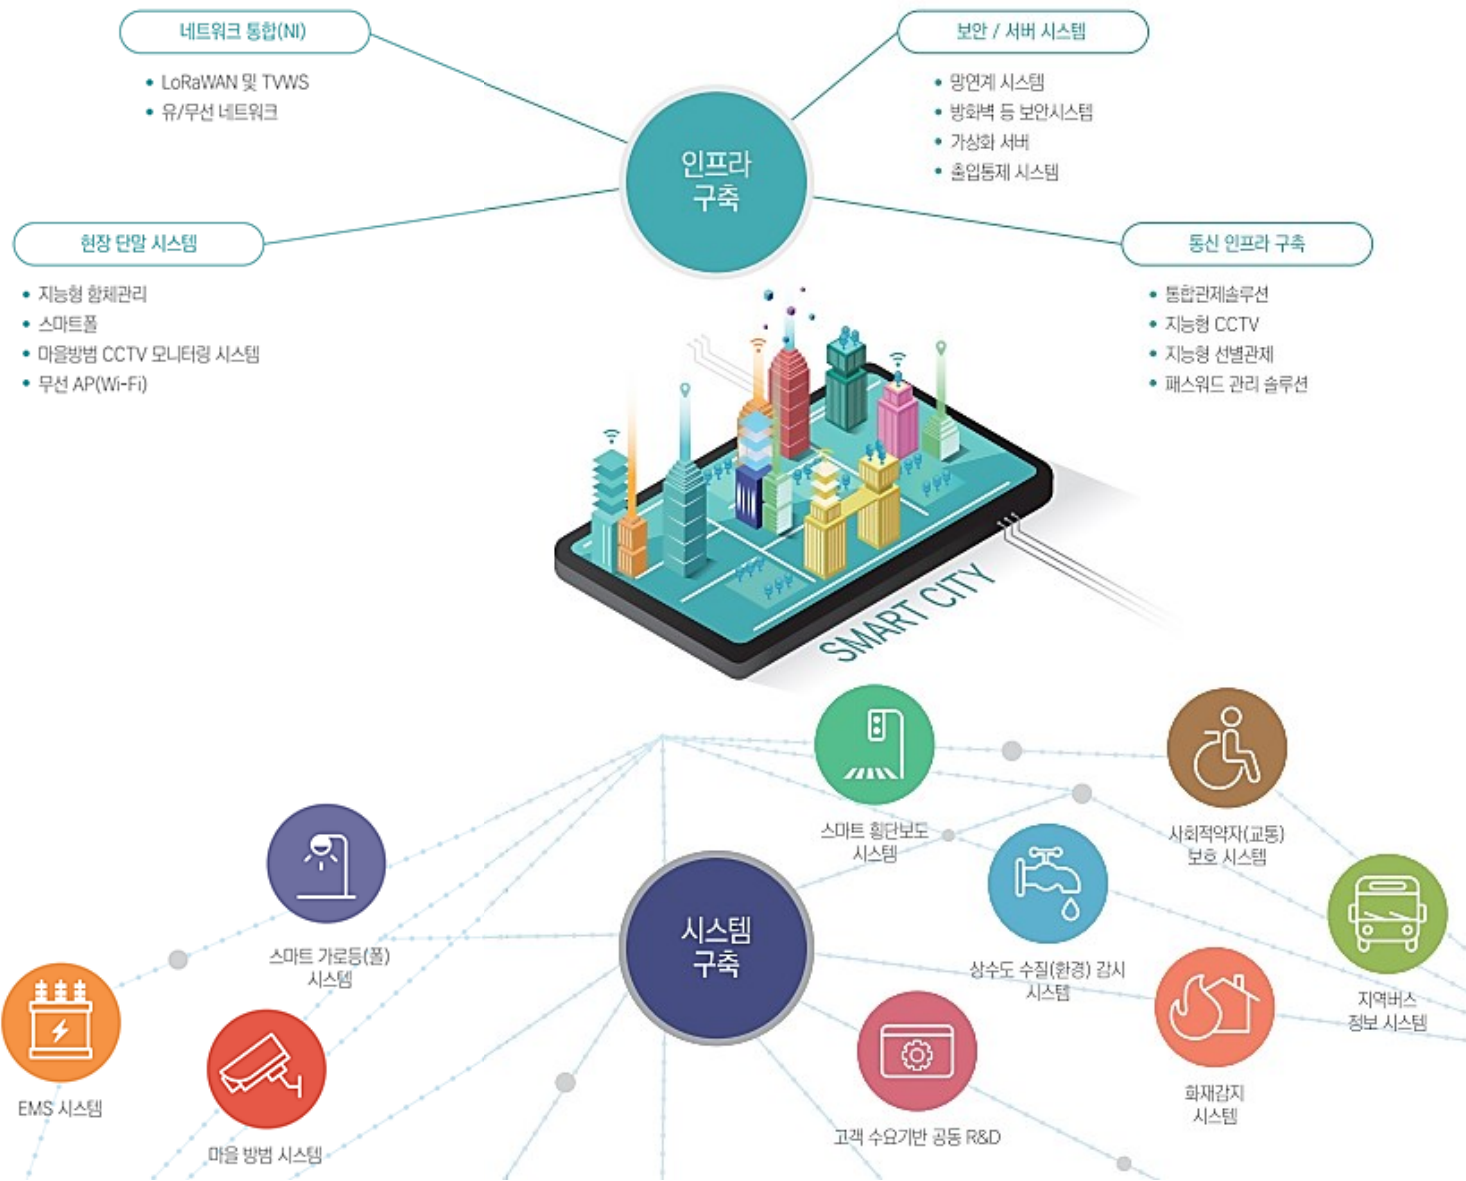 네트워크 통합(NI)
• LoRaWAN 및 TVWS
• 유/무선 네트워크
보안 / 서버 시스템
• 망연계 시스템
• 방화벽 등 보안시스템
• 가상화 서버
• 출입통제 시스템
인프라
구축
현장 단말 시스템
• 지능형 함체관리
• 스마트폴
• 마을방범 CCTV 모니터링 시스템
• 무선 AP(Wi-Fi)
통신 인프라 구축
• 통합관제솔루션
• 지능형 CCTV
• 지능형 선별관제
• 패스워드 관리 솔루션
SMART CITY
스마트 횡단보도
시스템
사회적약자(교통)
보호 시스템
스마트 가로등(폴)
시스템
시스템
구축
상수도 수질(환경) 감시
시스템
지역버스
정보 시스템
EMS 시스템
마을 방범 시스템
고객 수요기반 공동 R&D
화재감지
시스템